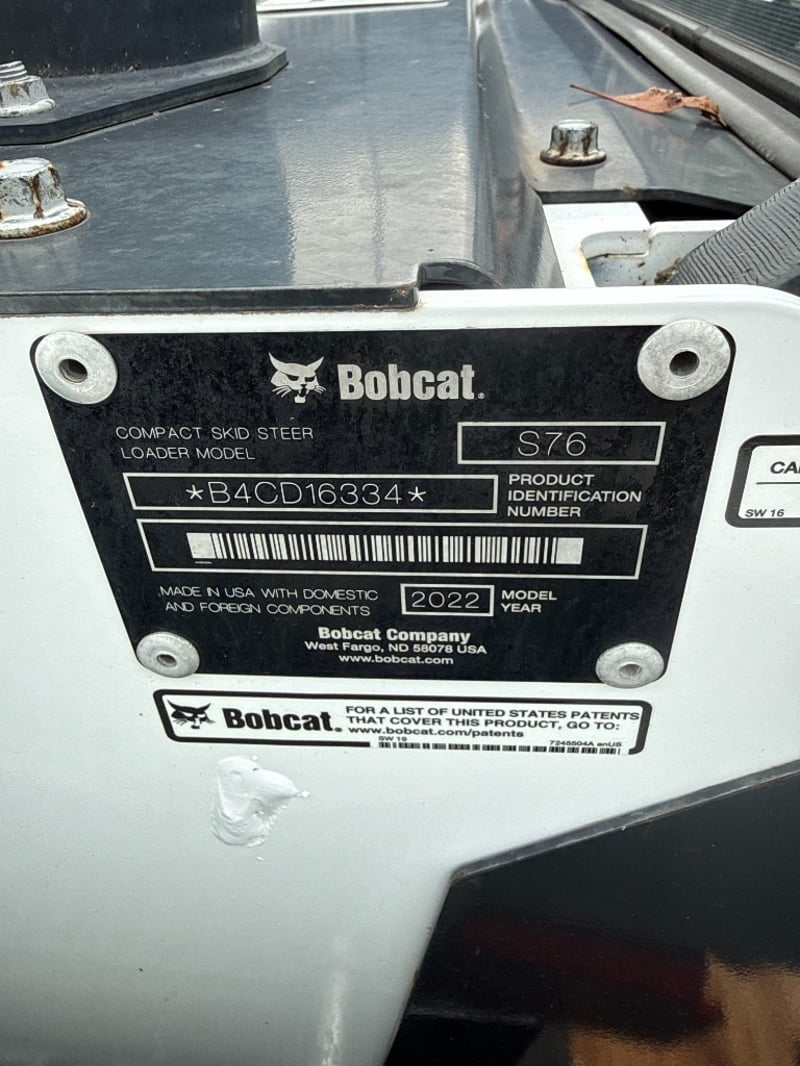 Bobcat.
COMPACT SKID STEER
LOADER MODEL
S76
*B4CD16334*
PRODUCT
IDENTIFICATION
NUMBER
MADE IN USA WITH DOMESTIC
AND FOREIGN COMPONENTS
2022
MODEL
YEAR
Bobcat Company
West Fargo, ND 58078 USA
www.bobcat.com
Bobcat.
FOR A LIST OF UNITED STATES PATENTS
THAT COVER THIS PRODUCT, GO TO:
www.bobcat.com/patents
SW 19
7246504A enUS
CA
SW 16